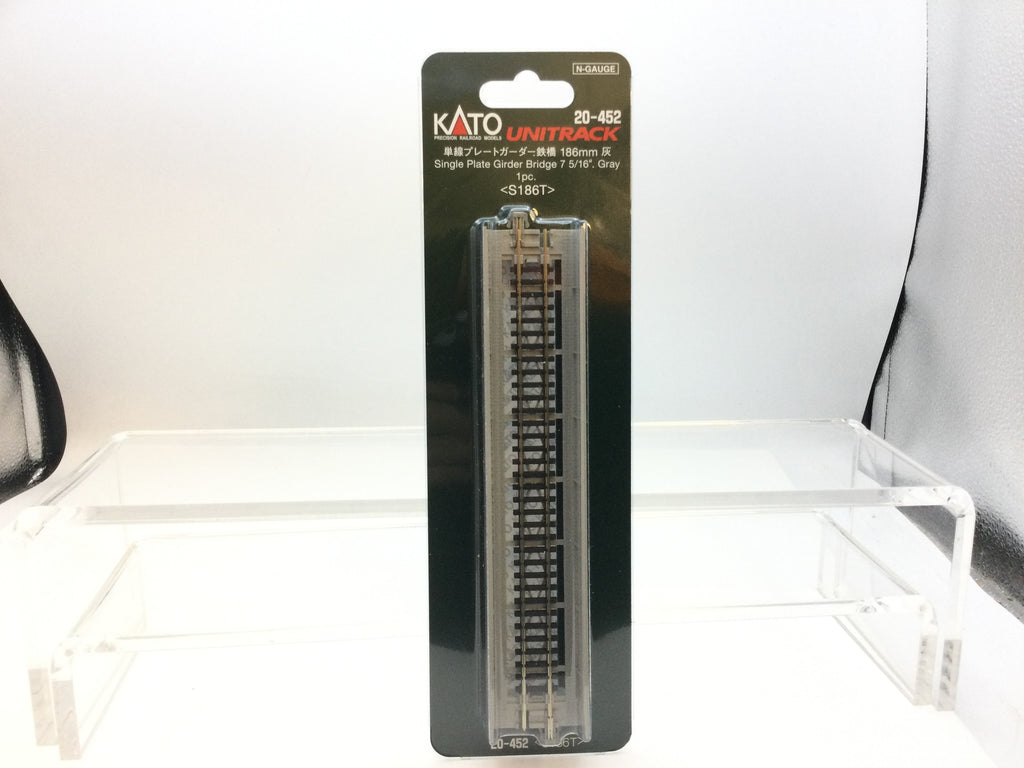 N-GAUGE
20-452
KATO UNITRACK
PRECISION RAILROAD MODELS
単線プレートガーダー鉄橋 186mm 灰
Single Plate Girder Bridge 7 5/16". Gray
1pc.
<S186T>
20-452